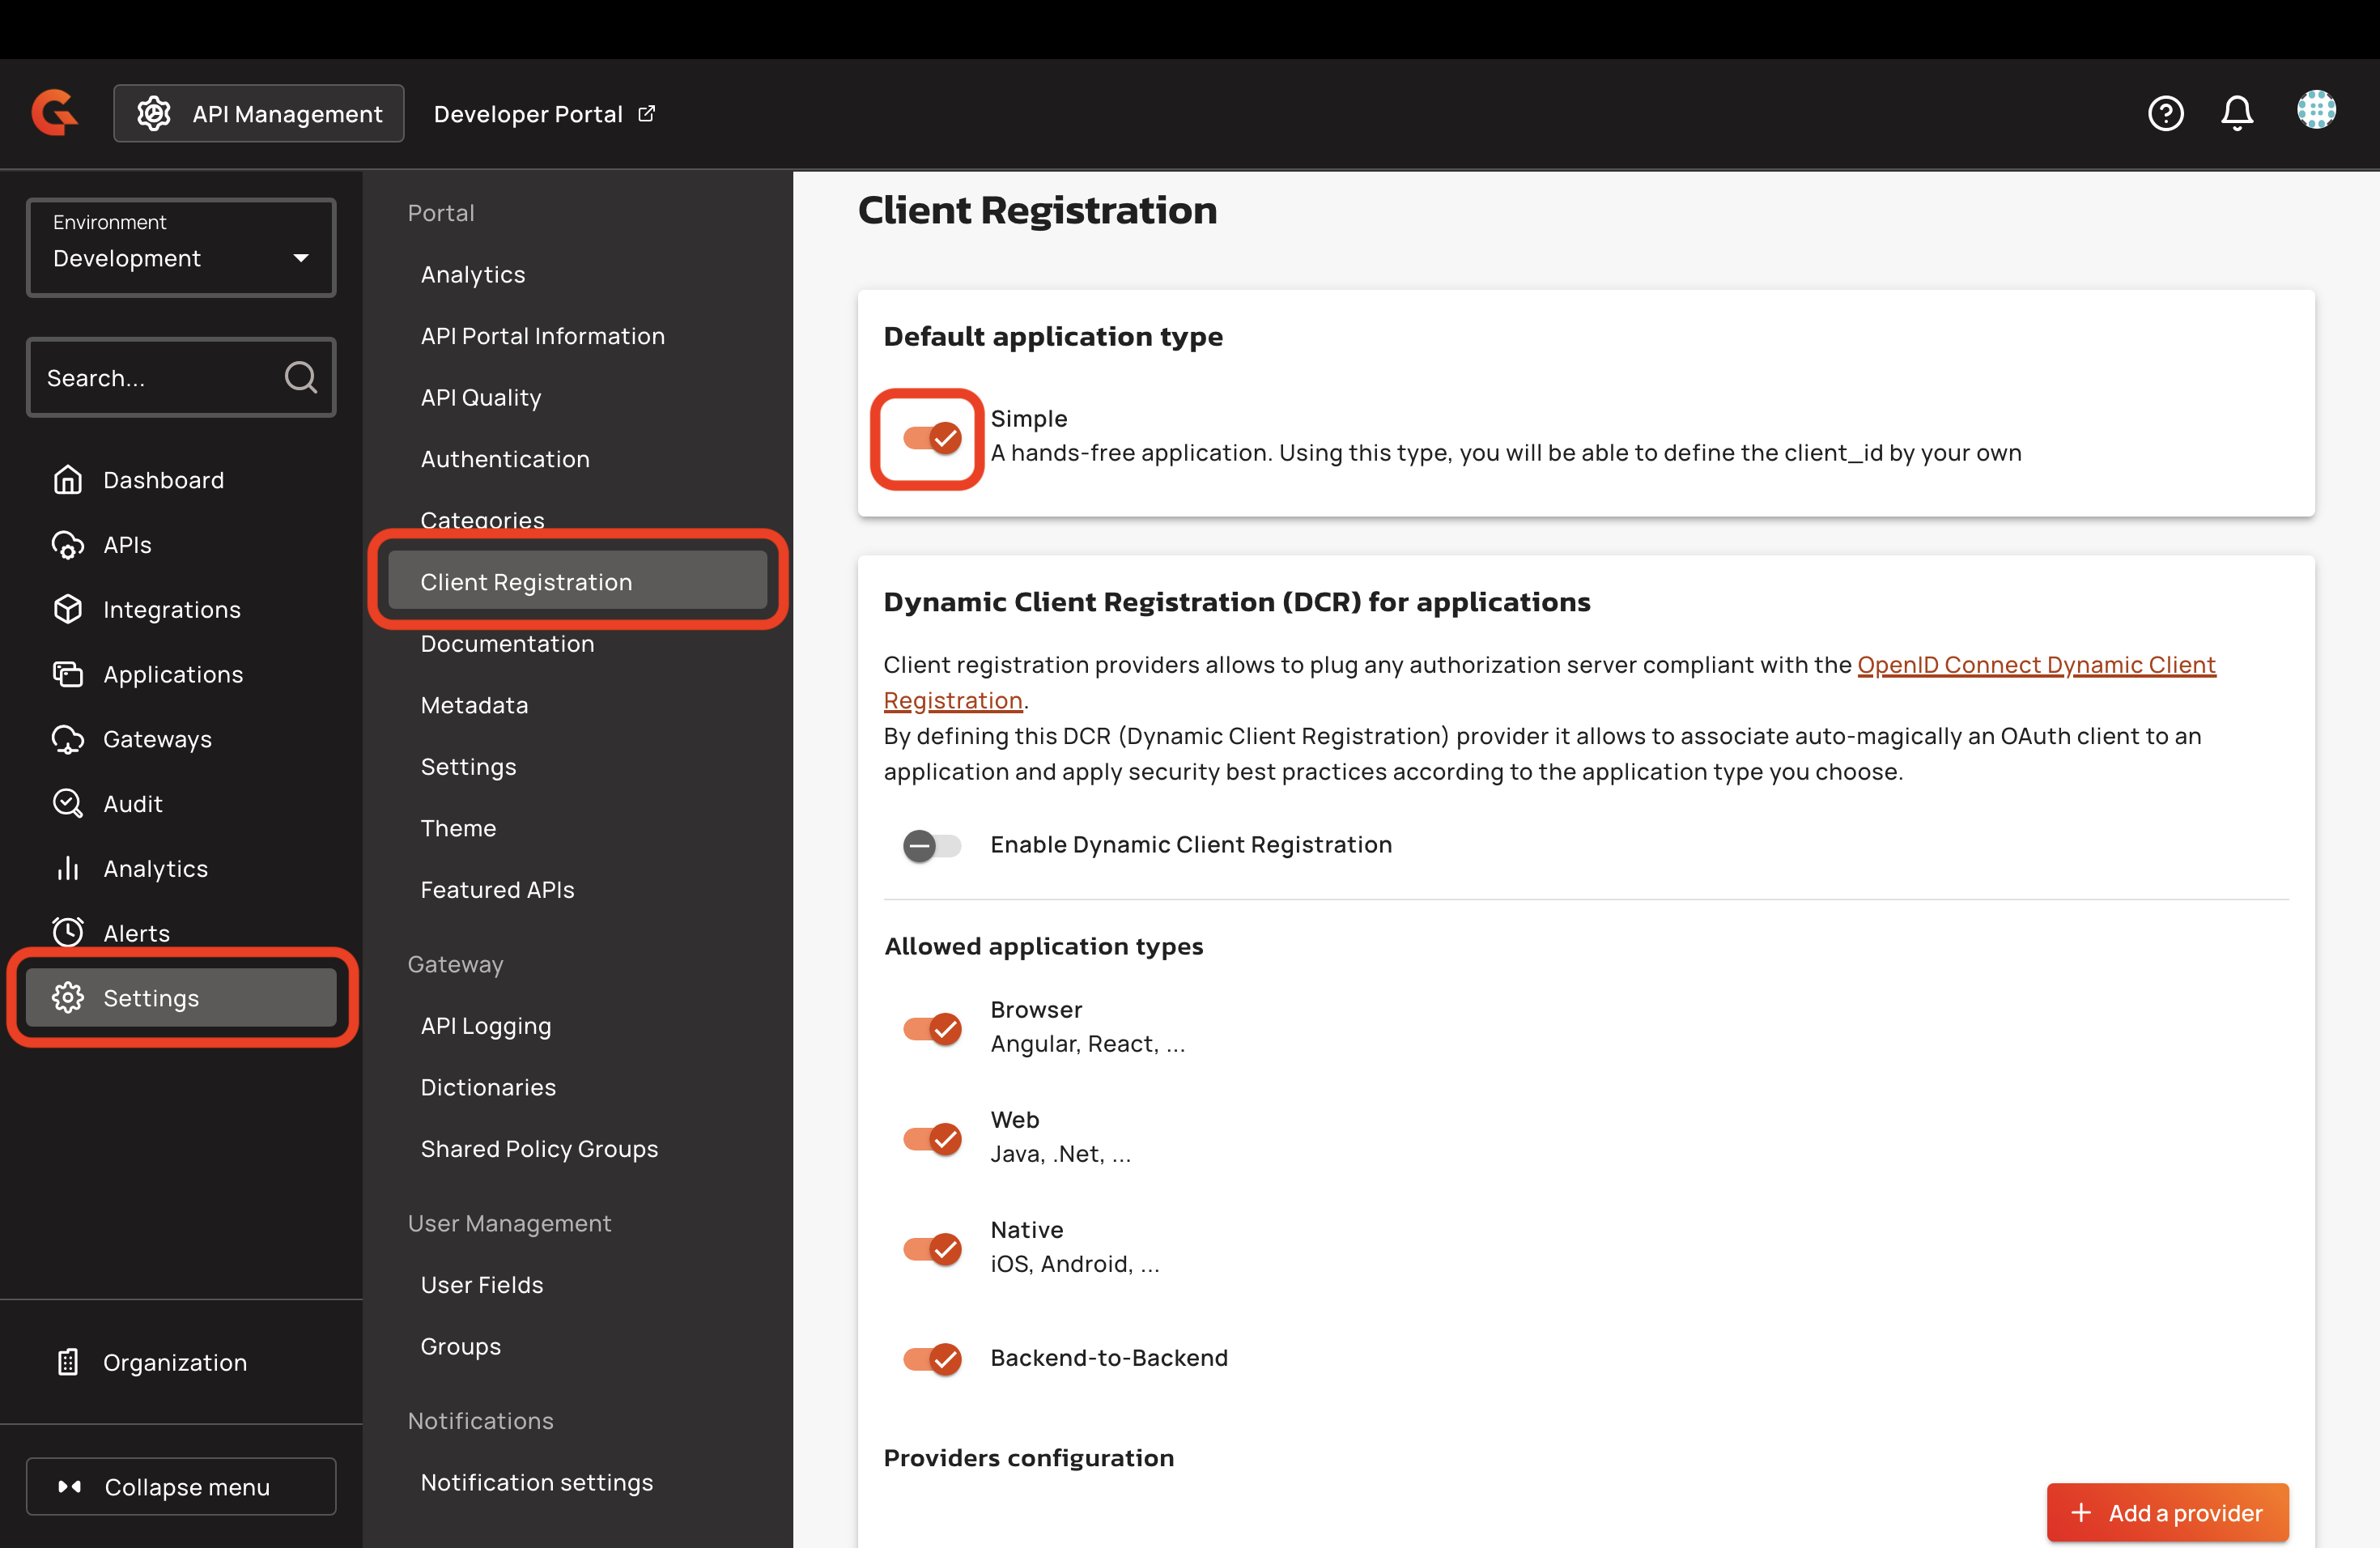 API Management
Developer Portal
Environment
Development
Search...
Dashboard
APIs
Integrations
Applications
Gateways
Audit
Analytics
Alerts
Settings
Organization
Collapse menu
Portal
Analytics
API Portal Information
API Quality
Authentication
Categories
Client Registration
Documentation
Metadata
Settings
Theme
Featured APIs
Gateway
API Logging
Dictionaries
Shared Policy Groups
User Management
User Fields
Groups
Notifications
Notification settings
Client Registration
Default application type
Simple
A hands-free application. Using this type, you will be able to define the client_id by your own
Dynamic Client Registration (DCR) for applications
Client registration providers allows to plug any authorization server compliant with the OpenID Connect Dynamic Client
Registration.
By defining this DCR (Dynamic Client Registration) provider it allows to associate auto-magically an OAuth client to an
application and apply security best practices according to the application type you choose.
Enable Dynamic Client Registration
Allowed application types
Browser
Angular, React, ...
Web
Java, .Net, ...
Native
iOS, Android, ...
Backend-to-Backend
Providers configuration
+ Add a provider